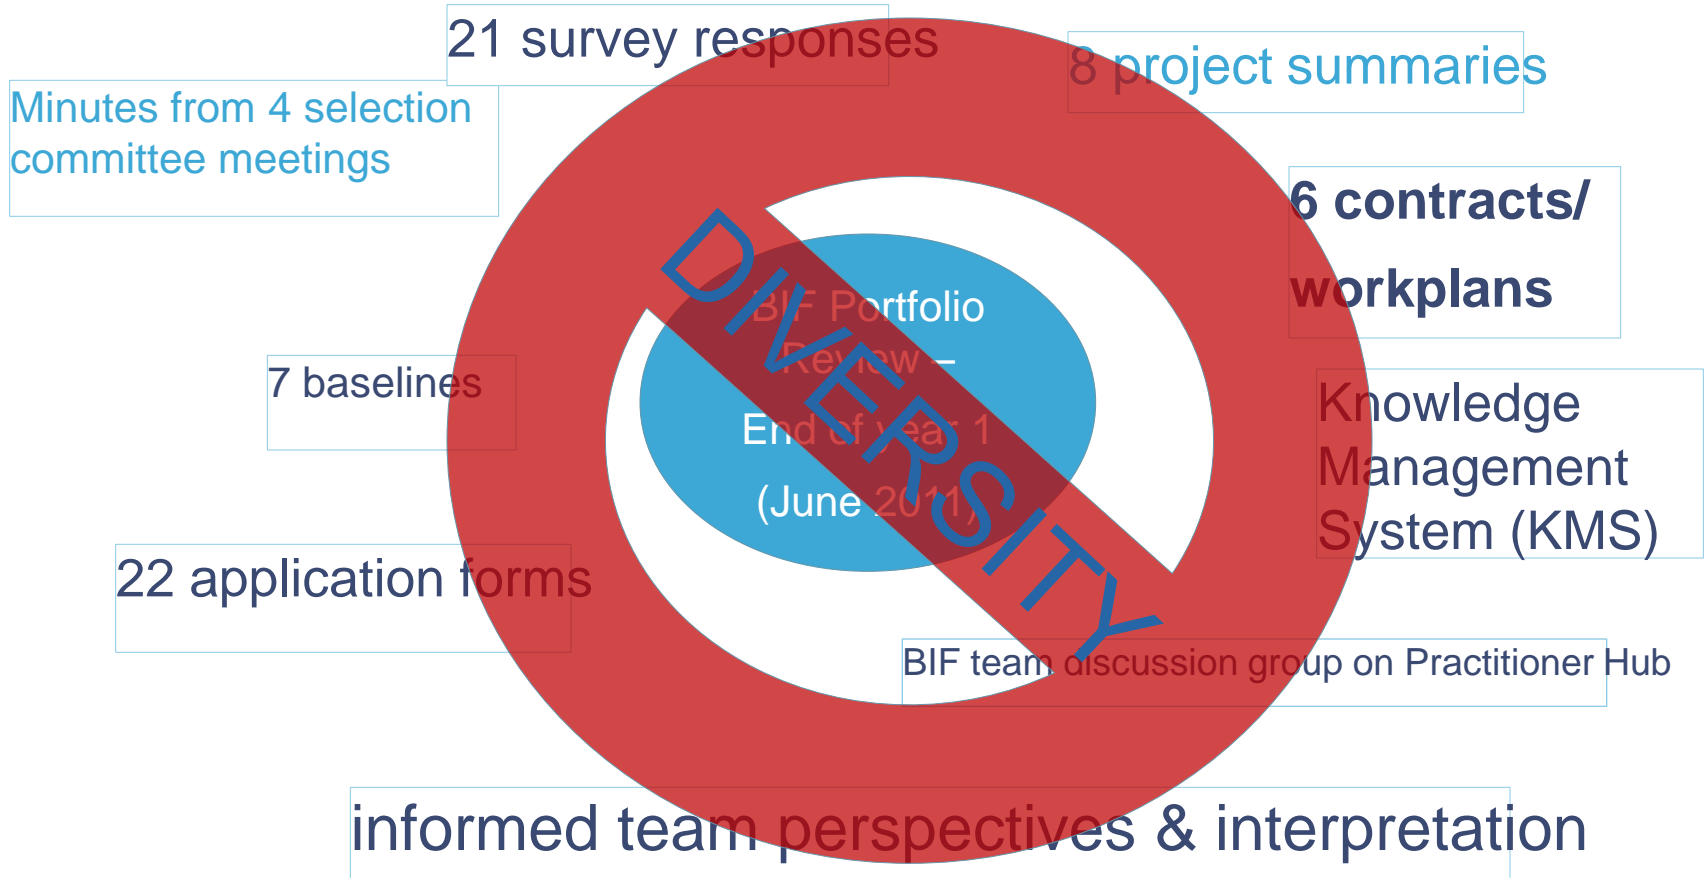 21 survey responses
8 project summaries
Minutes from 4 selection
committee meetings
6 contracts/
workplans
DIVERSITY
BIF Portfolio
Review –
End of year 1
(June 2011)
7 baselines
Knowledge
Management
System (KMS)
22 application forms
BIF team discussion group on Practitioner Hub
informed team perspectives & interpretation